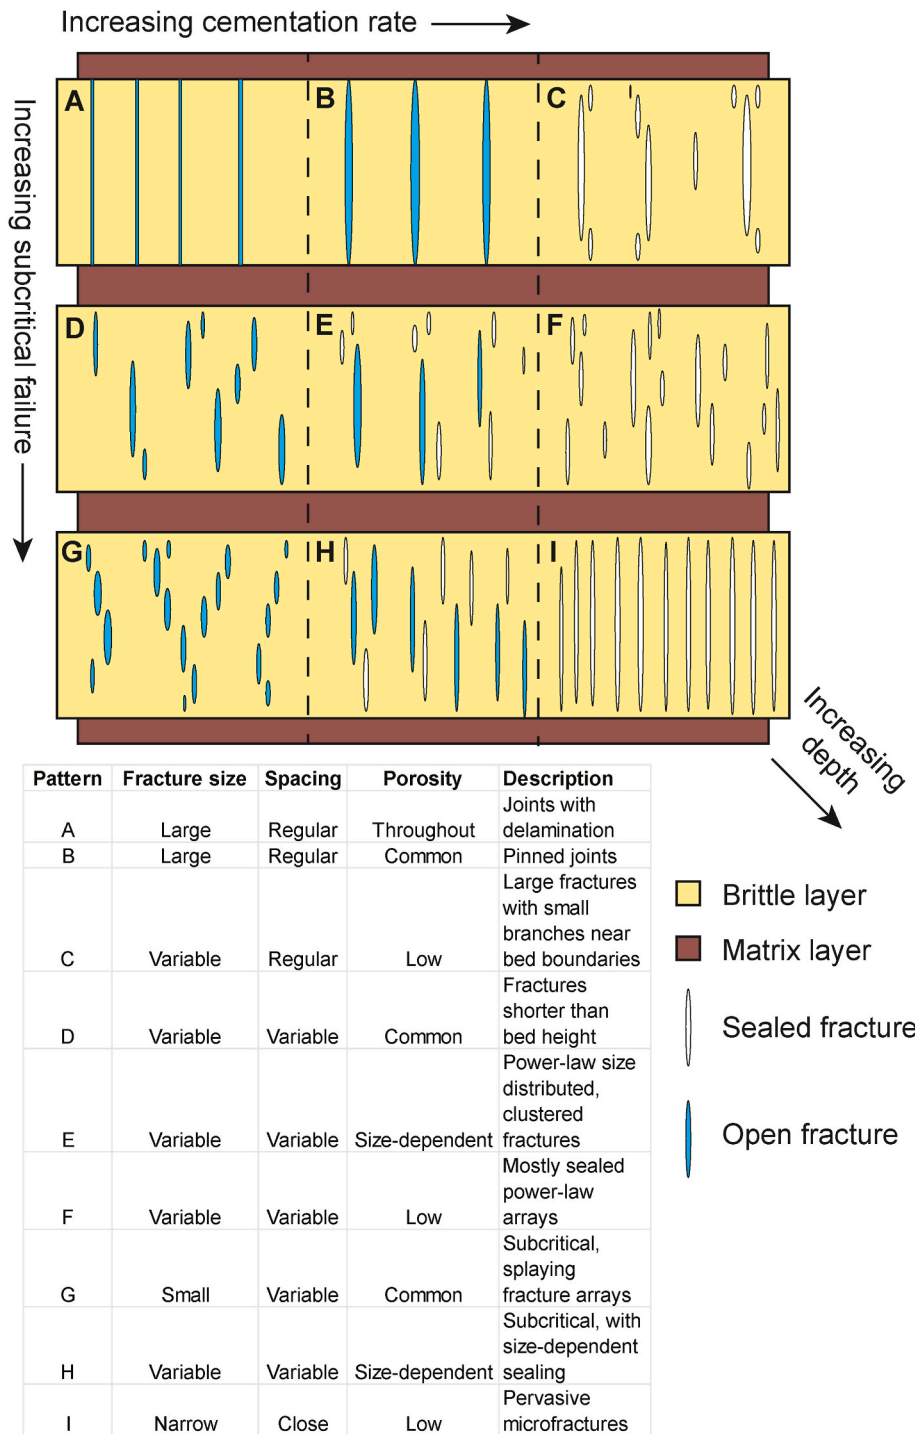 Increasing cementation rate
Increasing subcritical failure
A
B
C
D
E
F
G
H
I
Increasing
depth
Pattern Fracture size Spacing Porosity Description
Joints with
A Large Regular Throughout delamination
B Large Regular Common Pinned joints
Large fractures
with small
branches near
C Variable Regular Low bed boundaries
Fractures
shorter than
D Variable Variable Common bed height
Power-law size
distributed,
clustered
E Variable Variable Size-dependent fractures
Mostly sealed
power-law
F Variable Variable Low arrays
Subcritical,
splaying
G Small Variable Common fracture arrays
Subcritical, with
size-dependent
H Variable Variable Size-dependent sealing
Pervasive
I Narrow Close Low microfractures
Brittle layer
Matrix layer
Sealed fracture
Open fracture